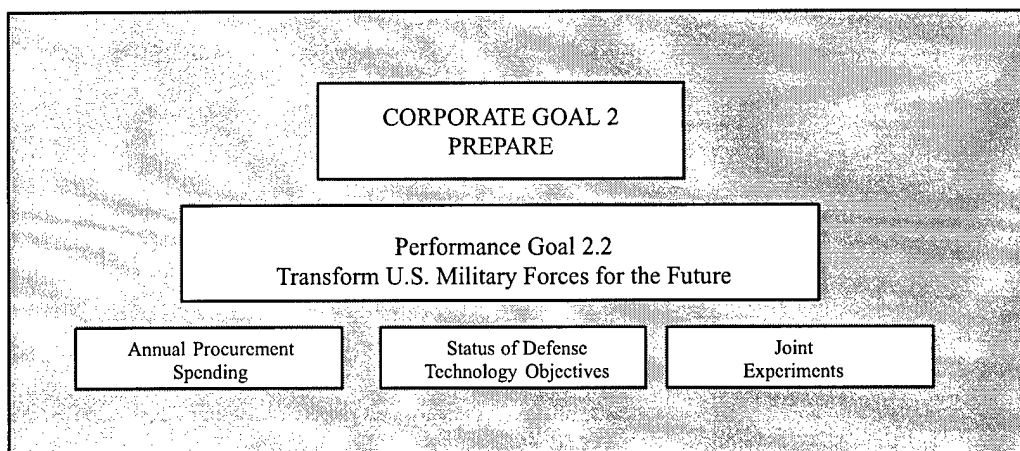 CORPORATE GOAL 2
PREPARE
Performance Goal 2.2
Transform U.S. Military Forces for the Future
Annual Procurement
Spending
Status of Defense
Technology Objectives
Joint
Experiments